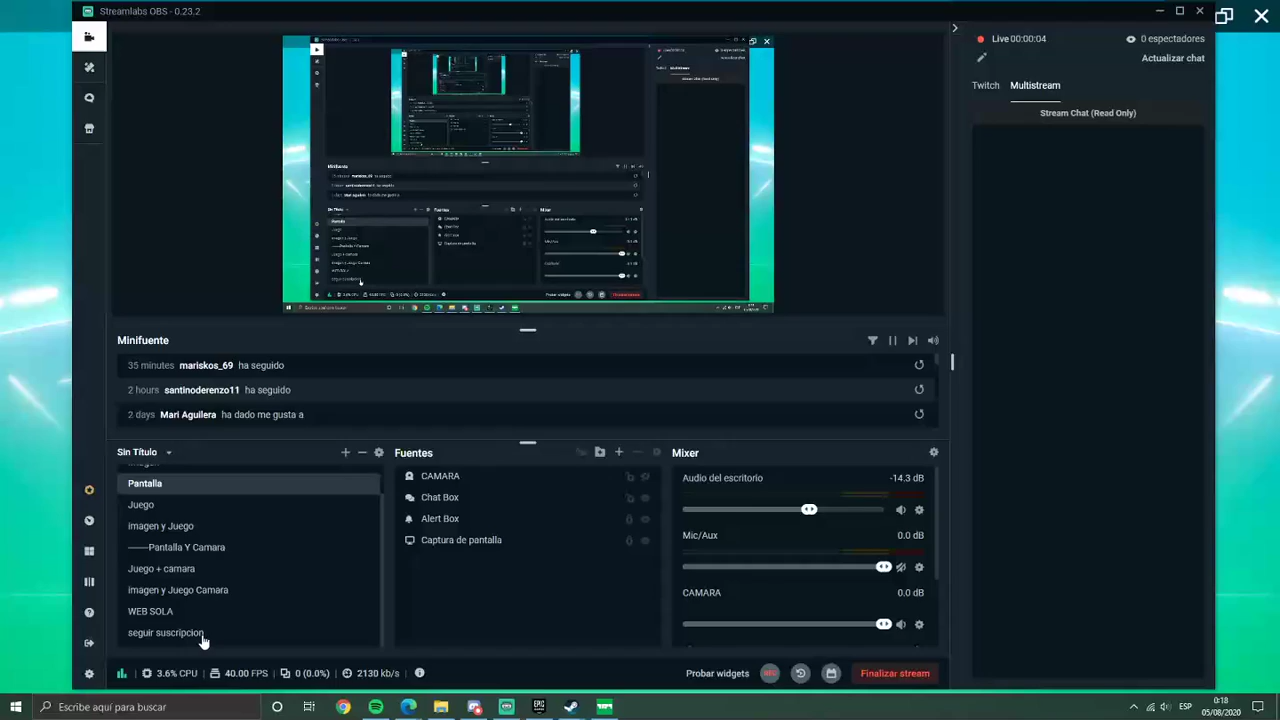 Streamlabs OBS - 0.23.2
Live 00:00:04
0 espectadores
Actualizar chat
Twitch
Multistream
Stream Chat (Read Only)
Minifuente
35 minutes mariskos_69 ha seguido
2 hours santinoderenzo11 ha seguido
2 days Mari Aguilera ha dado me gusta a
Sin Título
Fuentes
Mixer
Imagen
Pantalla
Juego
imagen y Juego
-----Pantalla Y Camara
Juego + camara
imagen y Juego Camara
WEB SOLA
seguir suscripcion
CAMARA
Chat Box
Alert Box
Captura de pantalla
Audio del escritorio
-14.3 dB
Mic/Aux
0.0 dB
CAMARA
0.0 dB
3.6% CPU
40.00 FPS
0 (0.0%)
2130 kb/s
Probar widgets
REC
Finalizar stream
Escribe aquí para buscar
ESP
0:18
05/08/2020